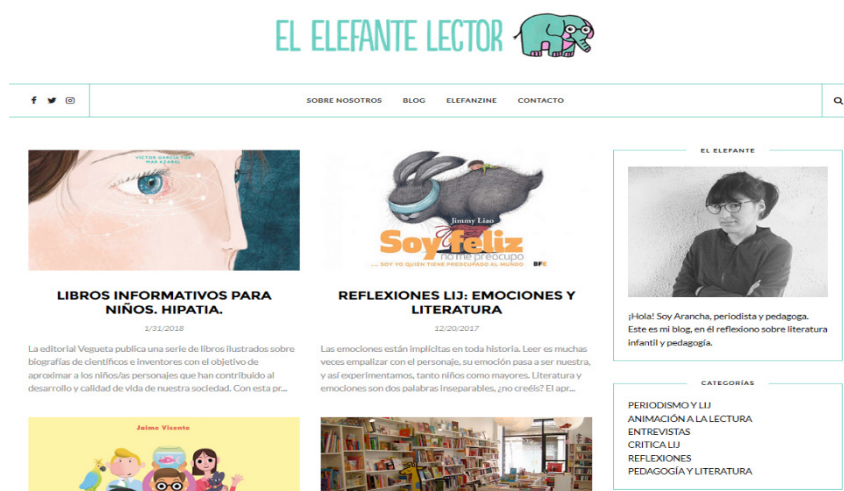 EL ELEFANTE LECTOR
SOBRE NOSOTROS BLOG ELEFANZINE CONTACTO
VÍCTOR GARCÍA TUR
MAR AZABAL
LIBROS INFORMATIVOS PARA
NIÑOS. HIPATIA.
1/31/2018
La editorial Vegueta publica una serie de libros ilustrados sobre
biografías de científicos e inventores con el objetivo de
aproximar a los niños/as personajes que han contribuido al
desarrollo y calidad de vida de nuestra sociedad. Con esta pr...
Jaime Vicente
Jimmy Liao
Soy feliz
no me preocupo
... SOY YO QUIEN TIENE PREOCUPADO AL MUNDO BFE
REFLEXIONES LIJ: EMOCIONES Y
LITERATURA
12/20/2017
Las emociones están implícitas en toda historia. Leer es muchas
veces empalizar con el personaje, su emoción pasa a ser nuestra,
y así experimentamos, tanto niños como mayores. Literatura y
emociones son dos palabras inseparables, ¿no creéis? El apr...
EL ELEFANTE
¡Hola! Soy Arancha, periodista y pedagoga.
Este es mi blog, en él reflexiono sobre literatura
infantil y pedagogía.
CATEGORÍAS
PERIODISMO Y LIJ
ANIMACIÓN A LA LECTURA
ENTREVISTAS
CRITICA LIJ
REFLEXIONES
PEDAGOGÍA Y LITERATURA